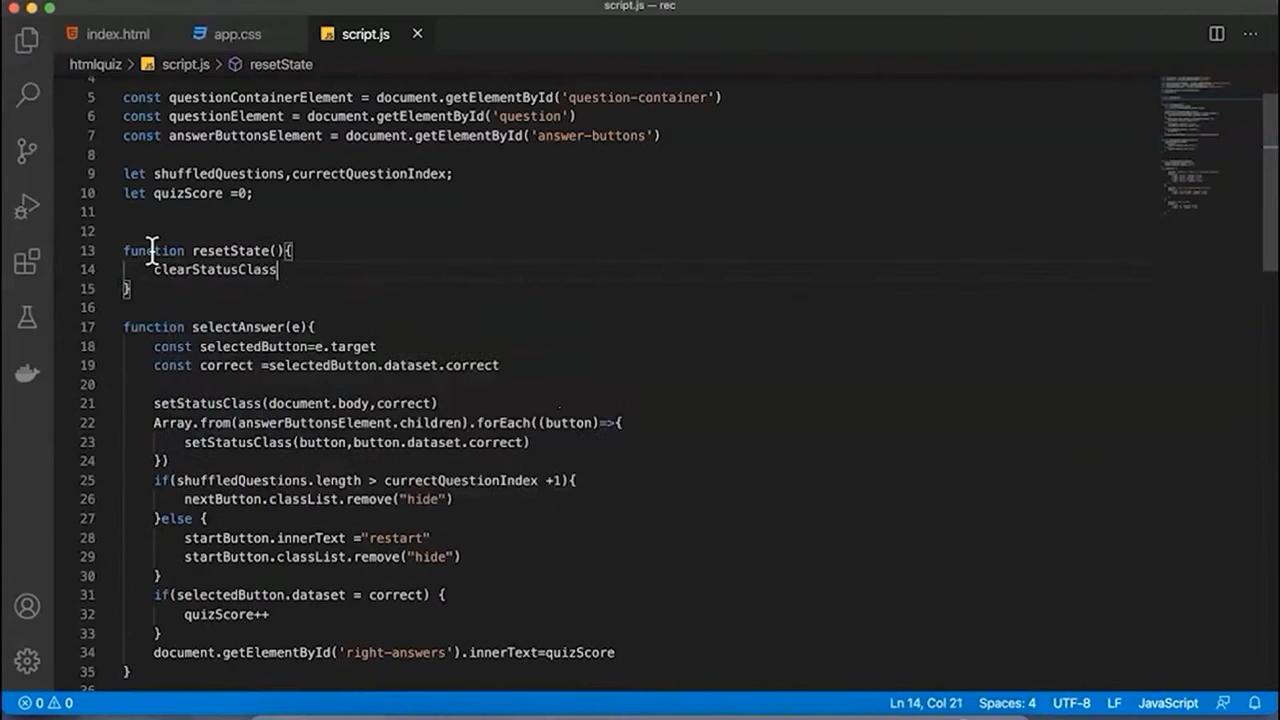 script.js — rec
index.html app.css script.js
htmlquiz script.js resetState
4
5 const questionContainerElement = document.getElementById('question-container')
6 const questionElement = document.getElementById('question')
7 const answerButtonsElement = document.getElementById('answer-buttons')
8
9 let shuffledQuestions,currectQuestionIndex;
10 let quizScore =0;
11
12
13 function resetState(){
14 clearStatusClass
15 }
16
17 function selectAnswer(e){
18 const selectedButton=e.target
19 const correct =selectedButton.dataset.correct
20
21 setStatusClass(document.body,correct)
22 Array.from(answerButtonsElement.children).forEach((button)=>{
23 setStatusClass(button,button.dataset.correct)
24 })
25 if(shuffledQuestions.length > currectQuestionIndex +1){
26 nextButton.classList.remove("hide")
27 }else {
28 startButton.innerText ="restart"
29 startButton.classList.remove("hide")
30 }
31 if(selectedButton.dataset = correct) {
32 quizScore++
33 }
34 document.getElementById('right-answers').innerText=quizScore
35 }
36
0 0 Ln 14, Col 21 Spaces: 4 UTF-8 LF JavaScript